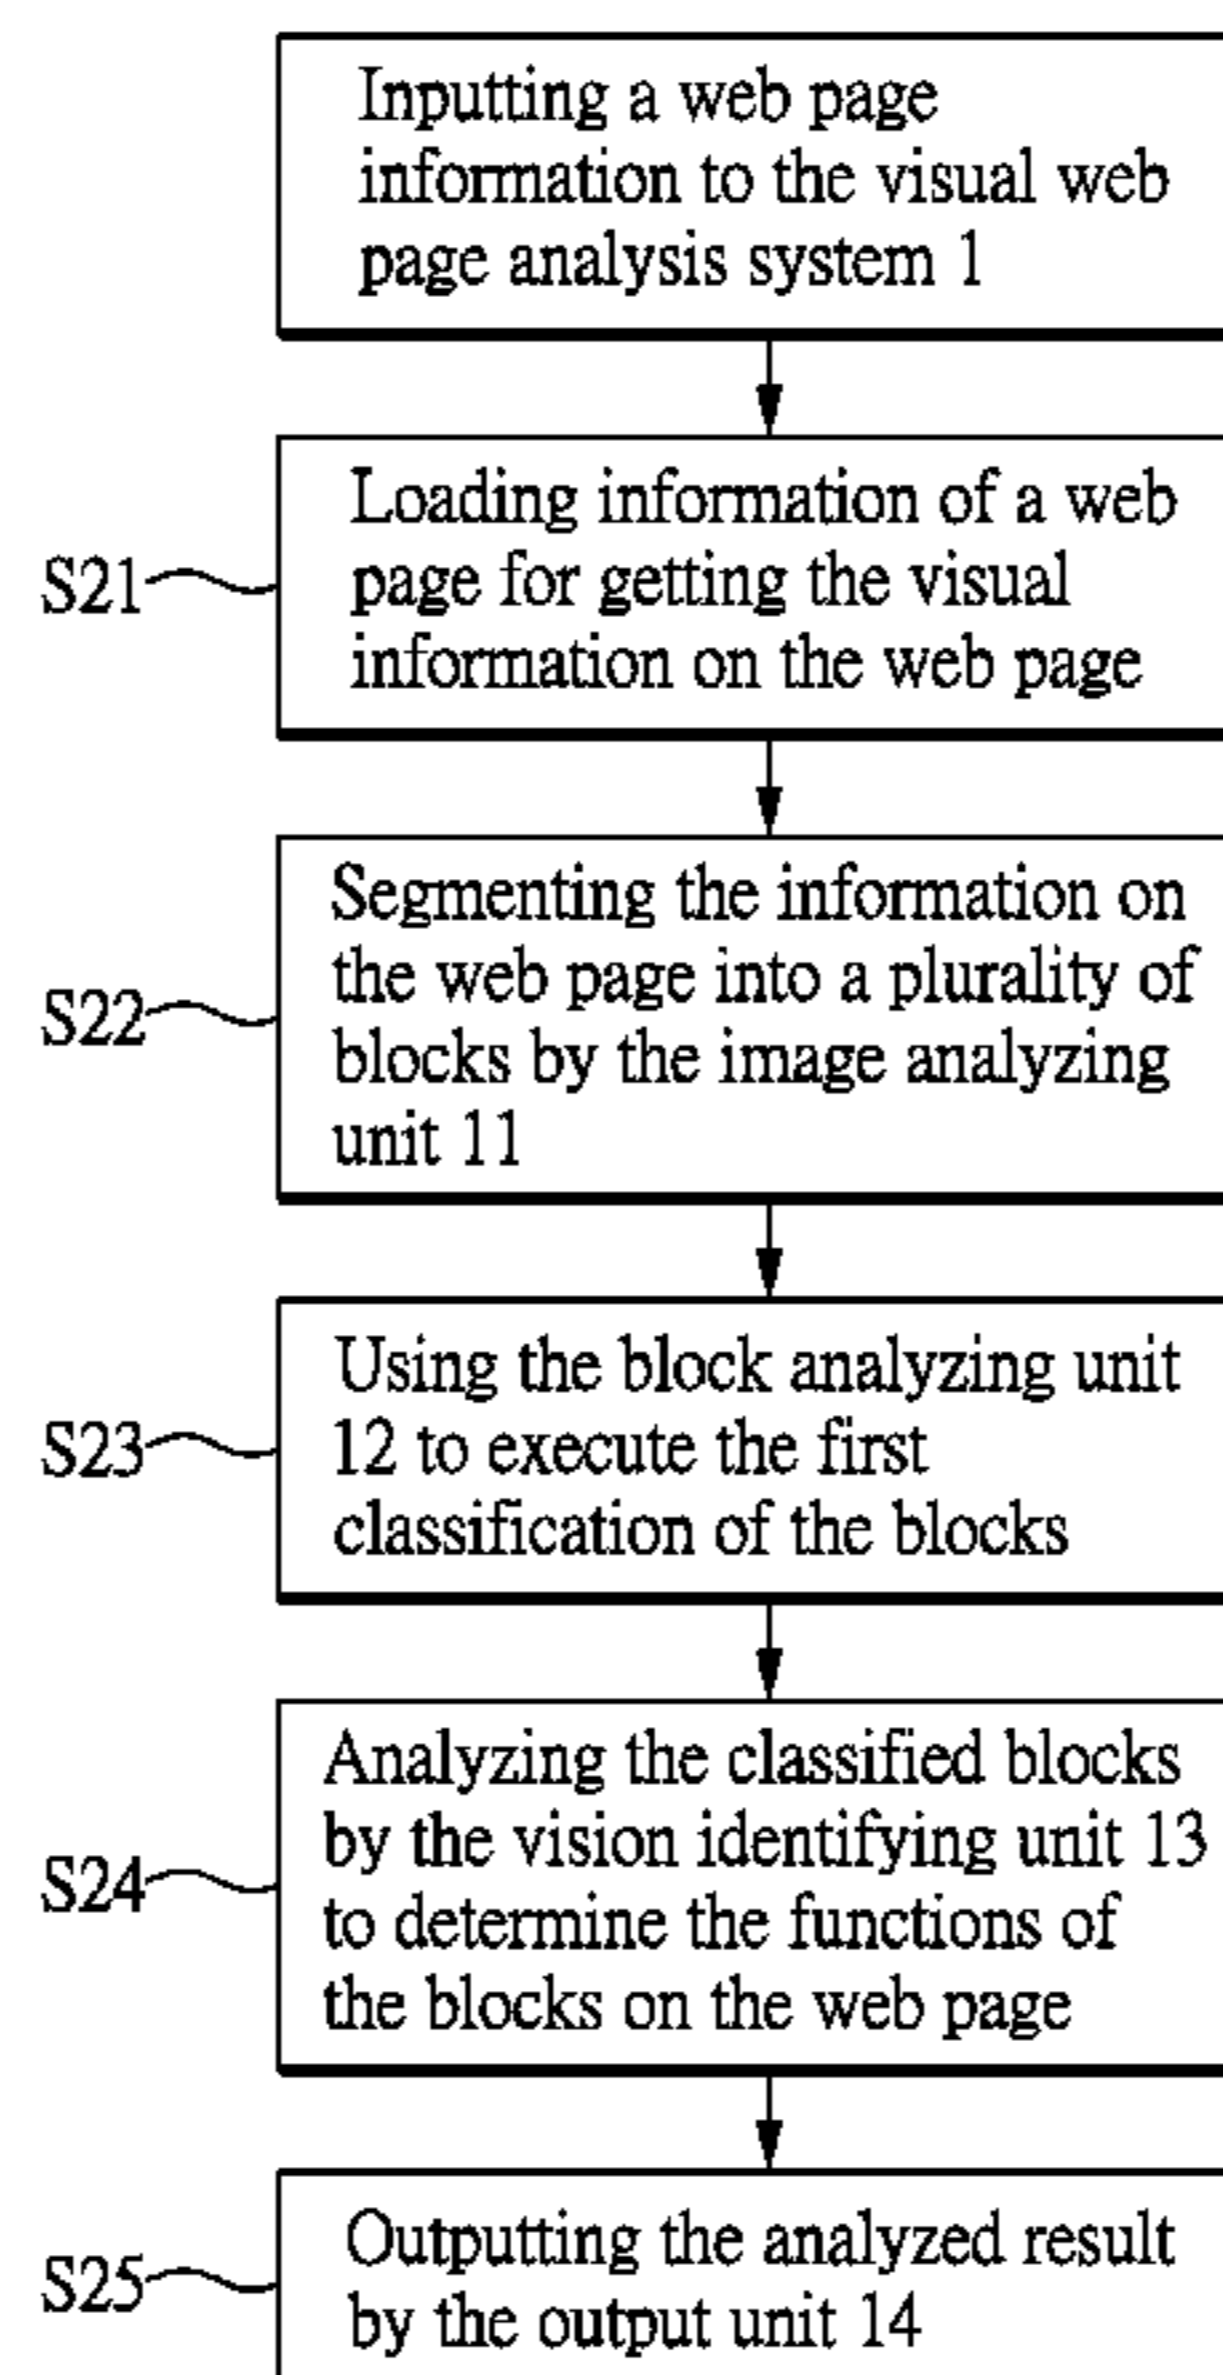 Inputting a web page
information to the visual web
page analysis system 1
S21
Loading information of a web
page for getting the visual
information on the web page
S22
Segmenting the information on
the web page into a plurality of
blocks by the image analyzing
unit 11
S23
Using the block analyzing unit
12 to execute the first
classification of the blocks
S24
Analyzing the classified blocks
by the vision identifying unit 13
to determine the functions of
the blocks on the web page
S25
Outputting the analyzed result
by the output unit 14